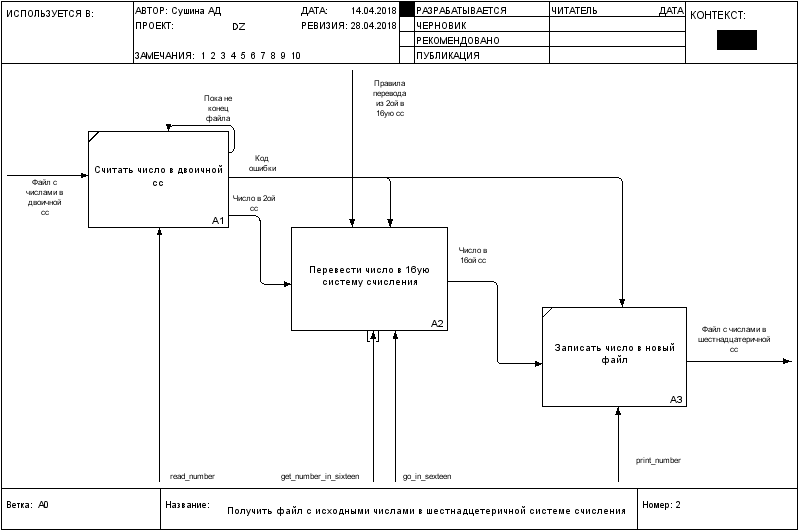 ИСПОЛЬЗУЕТСЯ В:
АВТОР: Сушина АД
ДАТА: 14.04.2018
ПРОЕКТ: DZ
РЕВИЗИЯ: 28.04.2018
ЗАМЕЧАНИЯ: 1 2 3 4 5 6 7 8 9 10
РАЗРАБАТЫВАЕТСЯ
ЧЕРНОВИК
РЕКОМЕНДОВАНО
ПУБЛИКАЦИЯ
ЧИТАТЕЛЬ
ДАТА
КОНТЕКСТ:
Пока не
конец
файла
Правила
перевода
из 2ой в
16ую сс
Считать число в двоичной
сс
A1
Файл с
числами в
двоичной
сс
Код
ошибки
Число в 2ой
сс
Перевести число в 16ую
систему счисления
A2
Число в
16ой сс
Записать число в новый
файл
A3
Файл с числами в
шестнадцатеричной
сс
read_number
get_number_in_sixteen
go_in_sexteen
print_number
Ветка: A0
Название:
Получить файл с исходными числами в шестнадцетеричной системе счисления
Номер: 2